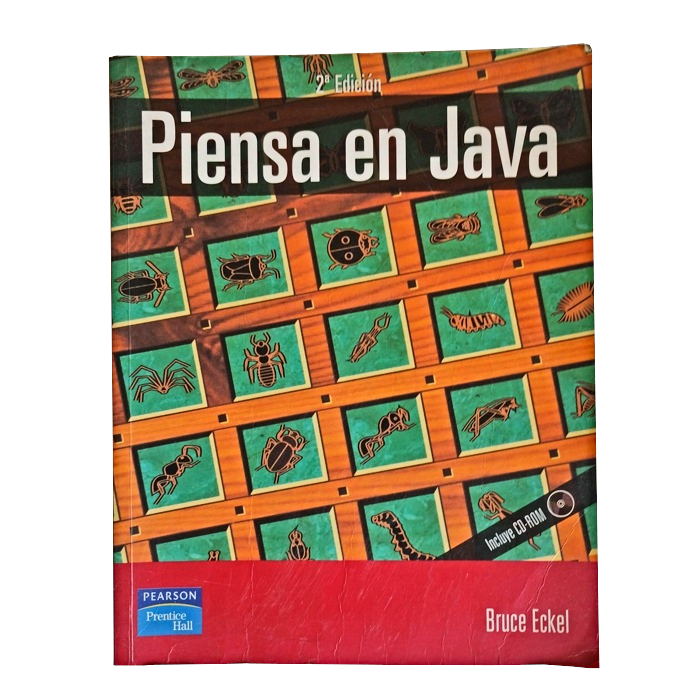 2ª Edición
Piensa en Java
Incluye CD-ROM
PEARSON
Prentice
Hall
Bruce Eckel